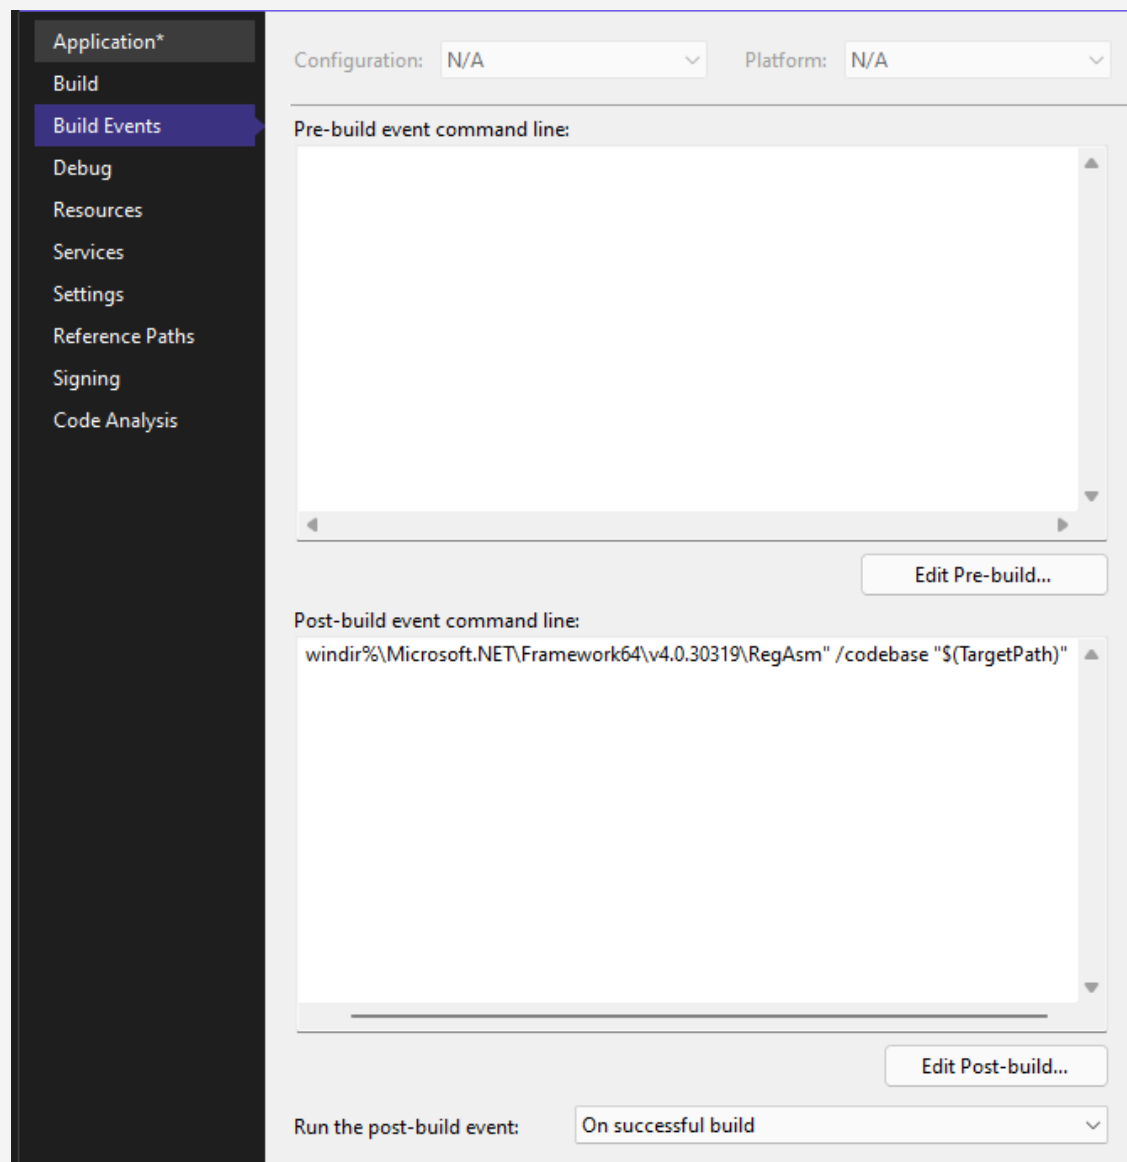 Application*
Build
Build Events
Debug
Resources
Services
Settings
Reference Paths
Signing
Code Analysis
Configuration: N/A Platform: N/A
Pre-build event command line:
Edit Pre-build...
Post-build event command line:
windir%\Microsoft.NET\Framework64\v4.0.30319\RegAsm" /codebase "$(TargetPath)"
Edit Post-build...
Run the post-build event: On successful build